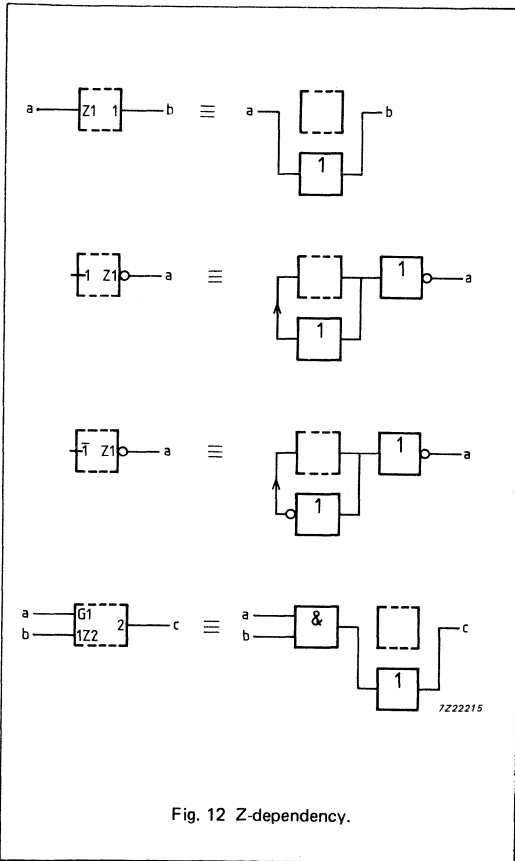 a Z1 1 b ≡ a 1 b
1 Z1 a ≡ 1 1 a
1̅ Z1 a ≡ 1 1 a
a G1 2 c ≡ a & c
b 1Z2 b 1
7Z22215
Fig. 12 Z-dependency.